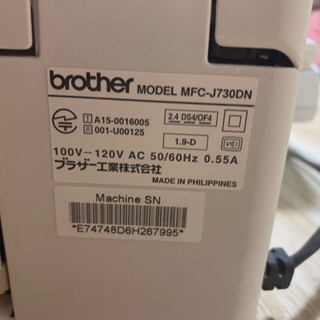 brother MODEL MFC-J730DN
T A15-0016005
R 001-U00125
2.4 DS4/OF4
1.9-D
100V－120V AC 50/60Hz 0.55A
ブラザー工業株式会社
MADE IN PHILIPPINES
Machine SN
*E74748D6H267995*